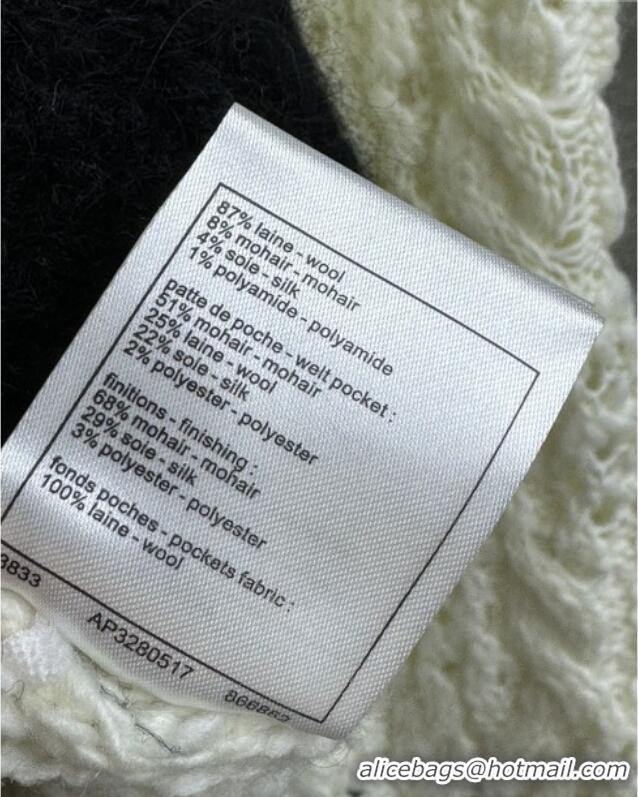 87% laine - wool
8% mohair - mohair
4% soie - silk
1% polyamide - polyamide
patte de poche - welt pocket :
51% mohair - mohair
25% laine - wool
22% soie - silk
2% polyester - polyester
finitions - finishing :
68% mohair - mohair
29% soie - silk
3% polyester - polyester
fonds poches - pockets fabric :
100% laine - wool
3833 AP3280517 866862
alicebags@hotmail.com